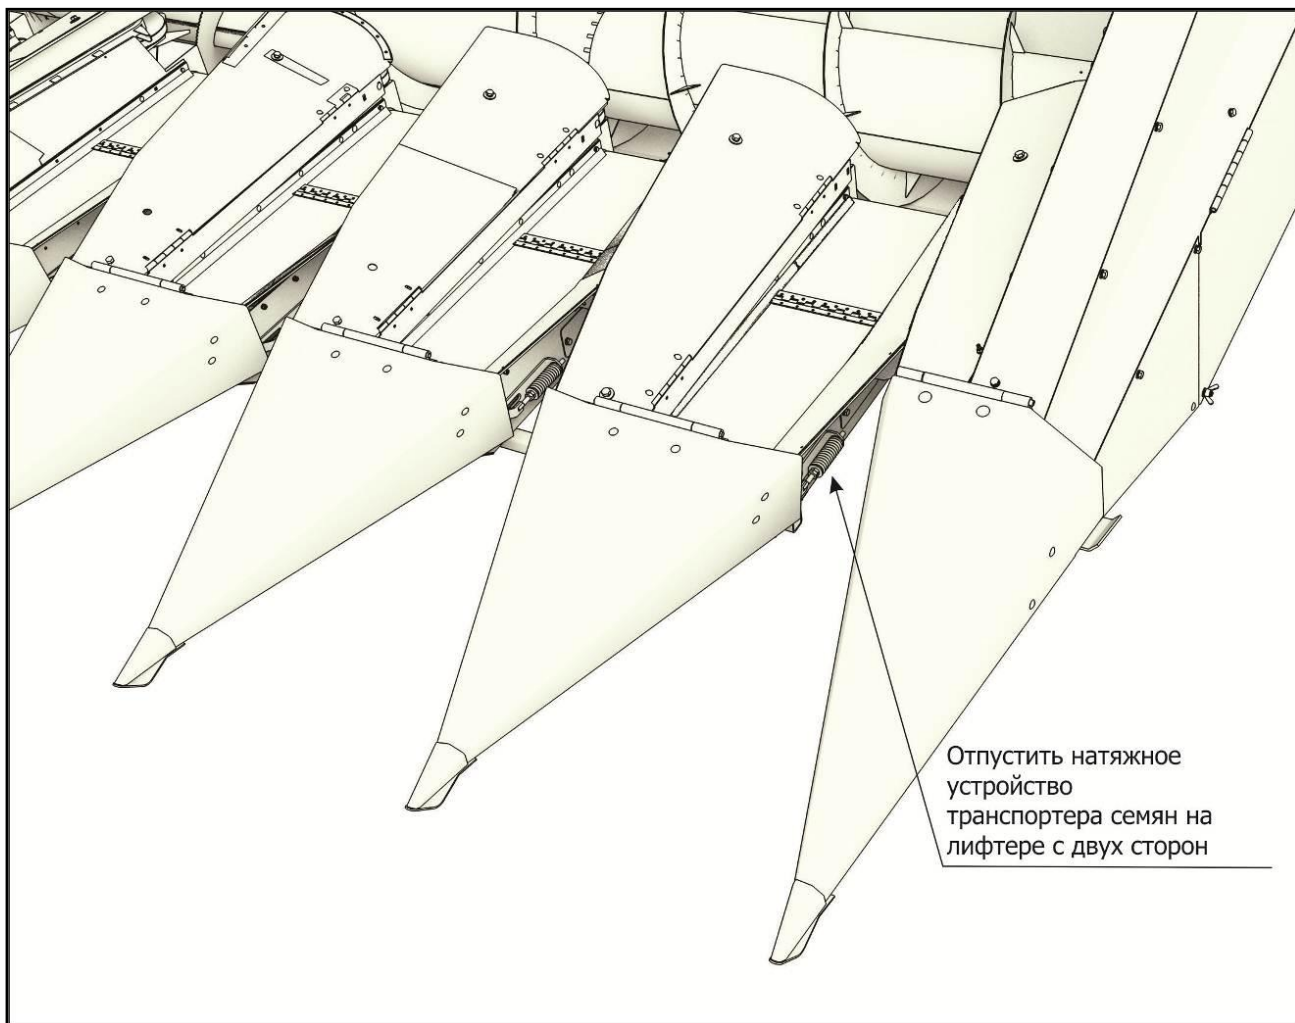 Отпустить натяжное
устройство
транспортера семян на
лифтере с двух сторон